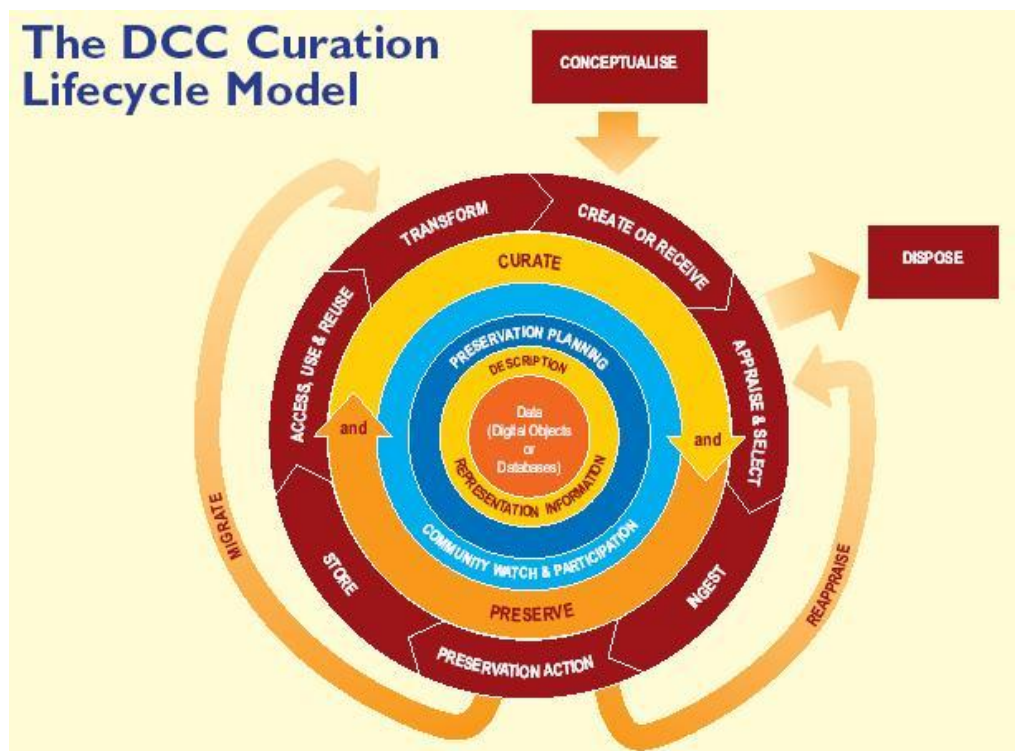 The DCC Curation
Lifecycle Model
CONCEPTUALISE
DISPOSE
TRANSFORM
CREATE OR RECEIVE
APPRAISE & SELECT
INGEST
PRESERVATION ACTION
STORE
ACCESS, USE & REUSE
CURATE
and
PRESERVE
and
COMMUNITY WATCH & PARTICIPATION
PRESERVATION PLANNING
DESCRIPTION
REPRESENTATION INFORMATION
Data
(Digital Objects
or
Databases)
MIGRATE
REAPPRAISE